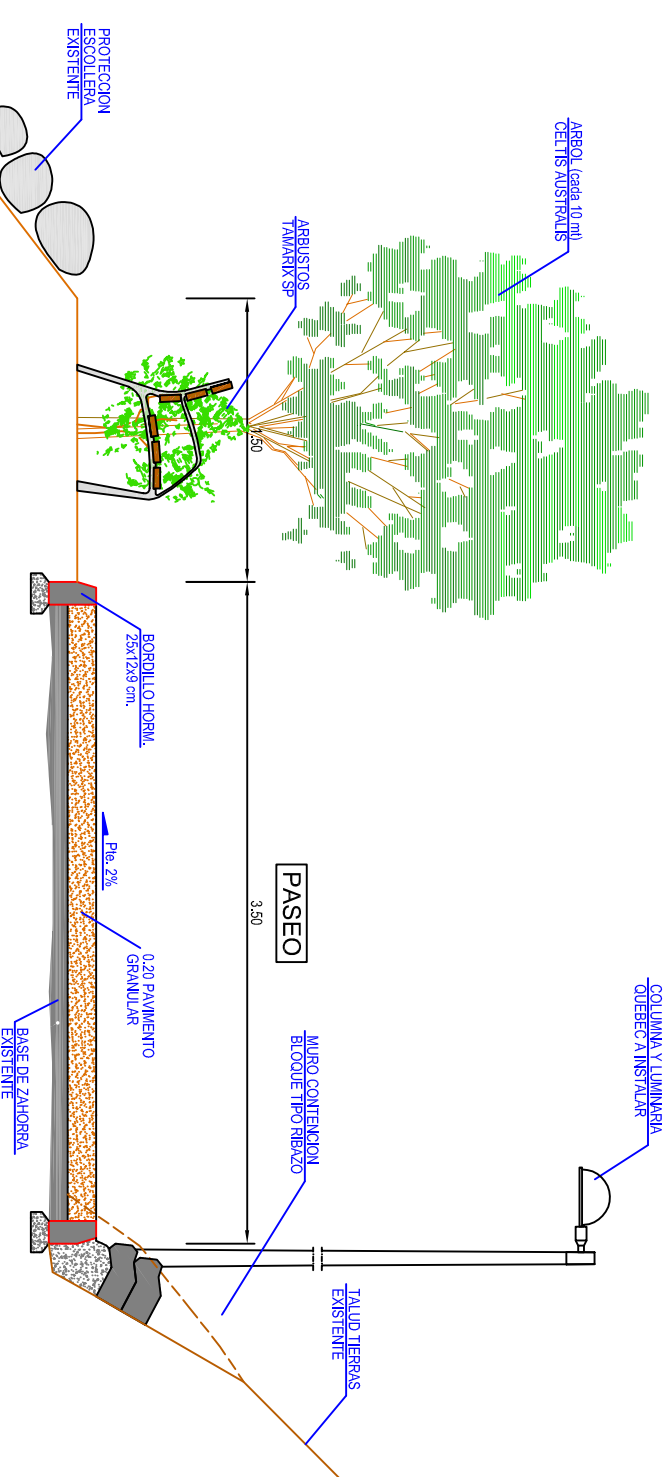 PROTECCION
ESCOLLERA
EXISTENTE
ARBOL (cada 10 mt)
CELTIS AUSTRALIS
ARBUSTOS
TAMARIX SP
1.50
BORDILLO HORM.
25x12x9 cm.
Pte. 2%
PASEO
3.50
0.20 PAVIMENTO
GRANULAR
BASE DE ZAHORRA
EXISTENTE
MURO CONTENCION
BLOQUE TIPO RIBAZO
COLUMNA Y LUMINARIA
QUEBEC A INSTALAR
TALUD TIERRAS
EXISTENTE